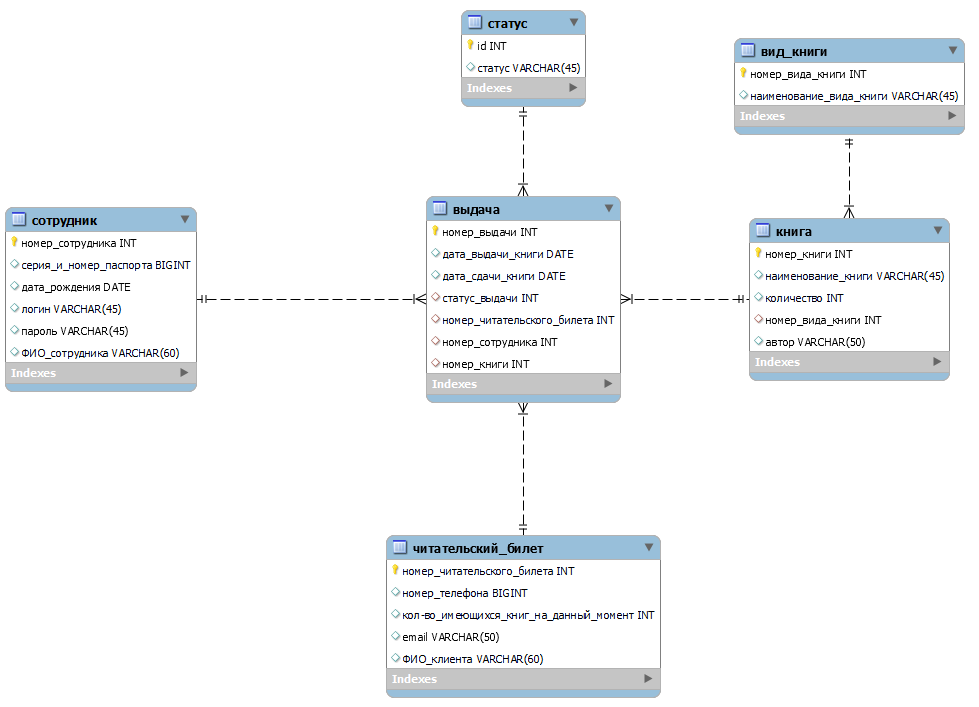 статус
id INT
статус VARCHAR(45)
Indexes
вид_книги
номер_вида_книги INT
наименование_вида_книги VARCHAR(45)
Indexes
сотрудник
номер_сотрудника INT
серия_и_номер_паспорта BIGINT
дата_рождения DATE
логин VARCHAR(45)
пароль VARCHAR(45)
ФИО_сотрудника VARCHAR(60)
Indexes
выдача
номер_выдачи INT
дата_выдачи_книги DATE
дата_сдачи_книги DATE
статус_выдачи INT
номер_читательского_билета INT
номер_сотрудника INT
номер_книги INT
Indexes
книга
номер_книги INT
наименование_книги VARCHAR(45)
количество INT
номер_вида_книги INT
автор VARCHAR(50)
Indexes
читательский_билет
номер_читательского_билета INT
номер_телефона BIGINT
кол-во_имеющихся_книг_на_данный_момент INT
email VARCHAR(50)
ФИО_клиента VARCHAR(60)
Indexes